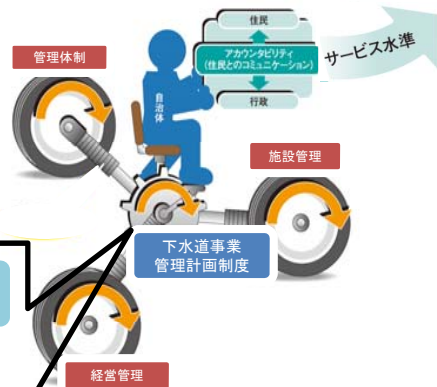 住民
アカウンタビリティ
(住民とのコミュニケーション)
行政
サービス水準
管理体制
自治体
施設管理
下水道事業
管理計画制度
経営管理